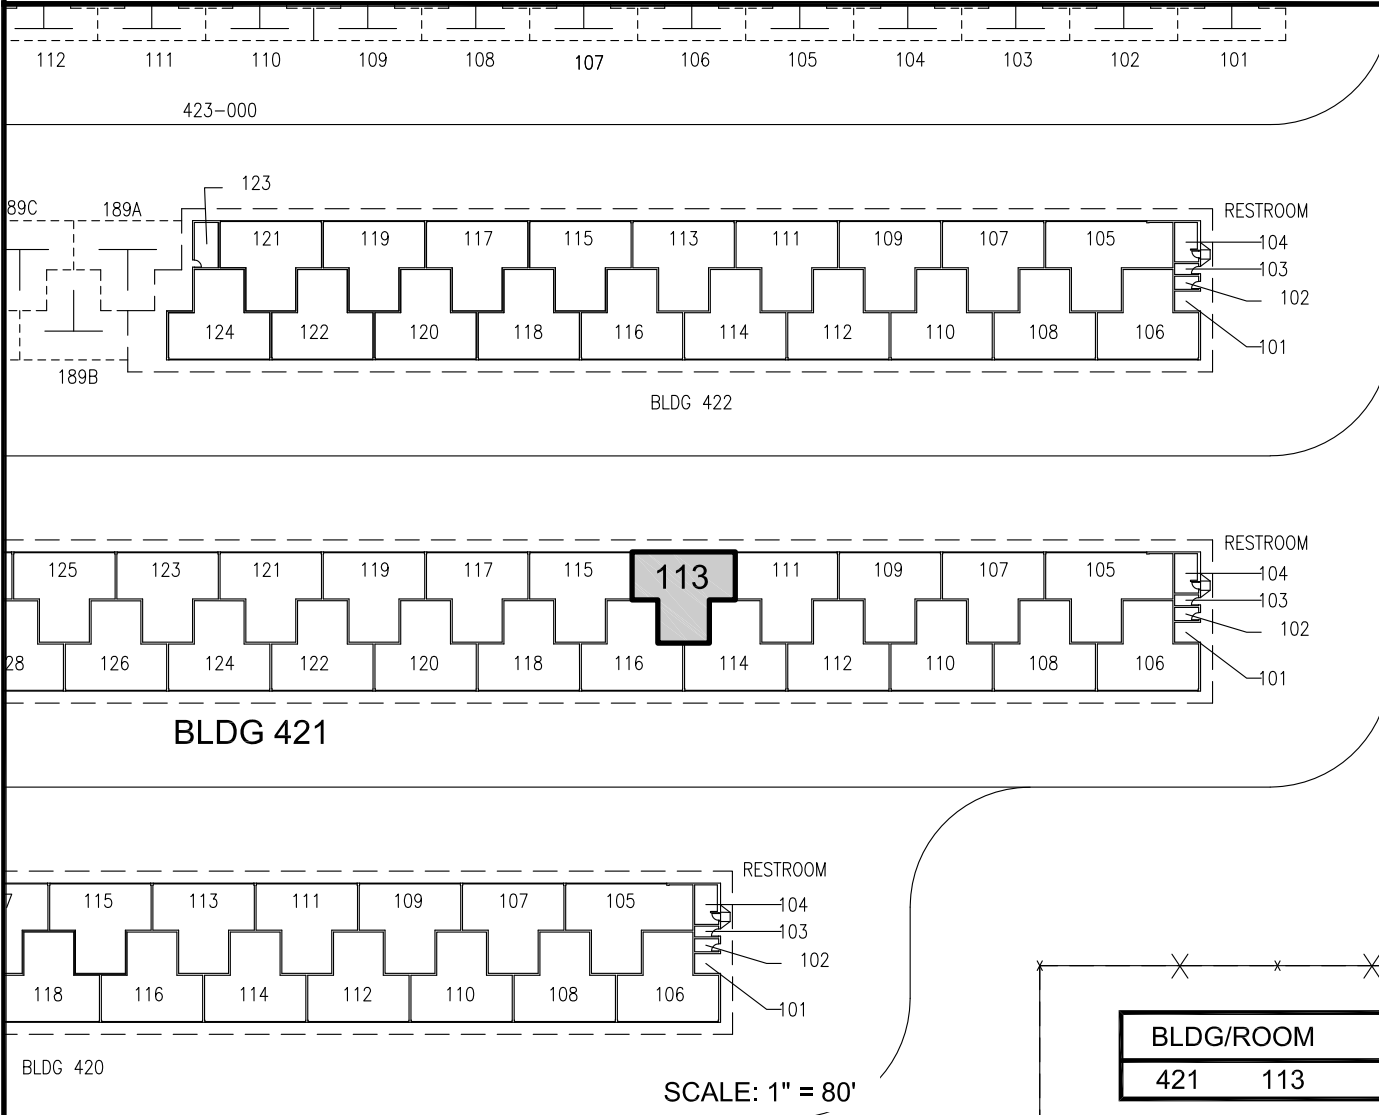 112 111 110 109 108 107 106 105 104 103 102 101
423-000
123
89C 189A RESTROOM
121 119 117 115 113 111 109 107 105 104
103
102
124 122 120 118 116 114 112 110 108 106 101
189B
BLDG 422
RESTROOM
125 123 121 119 117 115 113 111 109 107 105 104
103
102
28 126 124 122 120 118 116 114 112 110 108 106 101
BLDG 421
RESTROOM
7 115 113 111 109 107 105 104
103
102
118 116 114 112 110 108 106 101
BLDG/ROOM
BLDG 420
421 113
SCALE: 1" = 80'